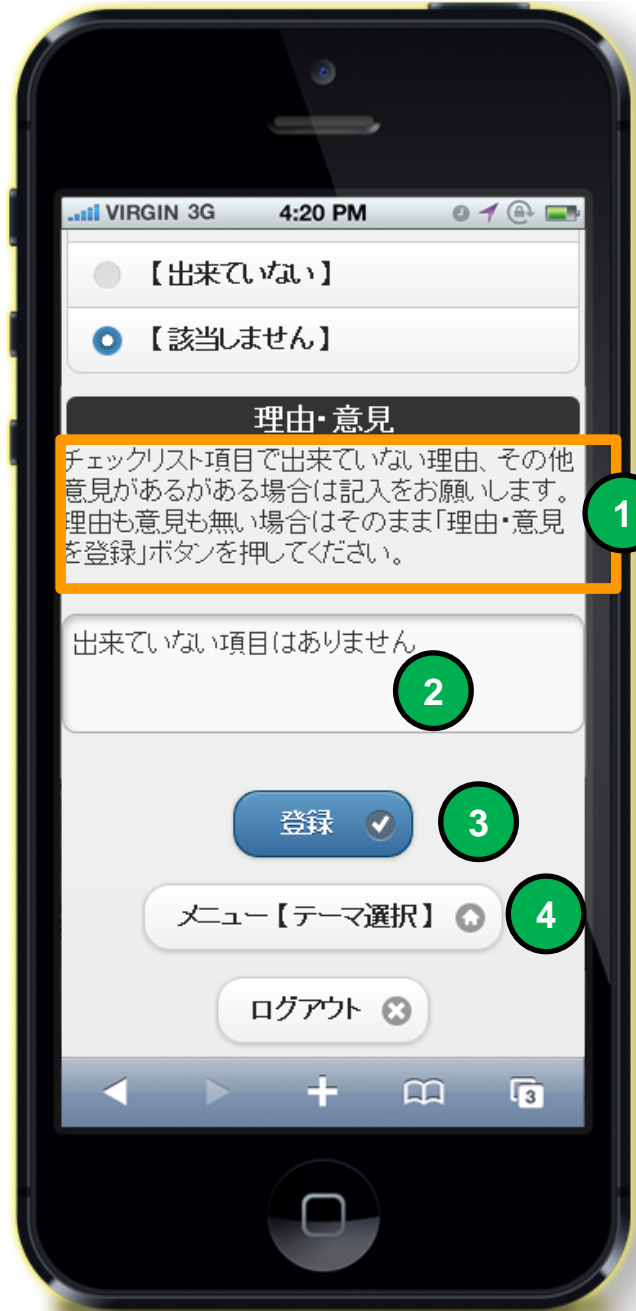 VIRGIN 3G 4:20 PM
【出来ていない】
【該当しません】
理由・意見
チェックリスト項目で出来ていない理由、その他
意見があるがある場合は記入をお願いします。
理由も意見も無い場合はそのまま「理由・意見
を登録」ボタンを押してください。
1
出来ていない項目はありません
2
登録
3
メニュー【テーマ選択】
4
ログアウト
3